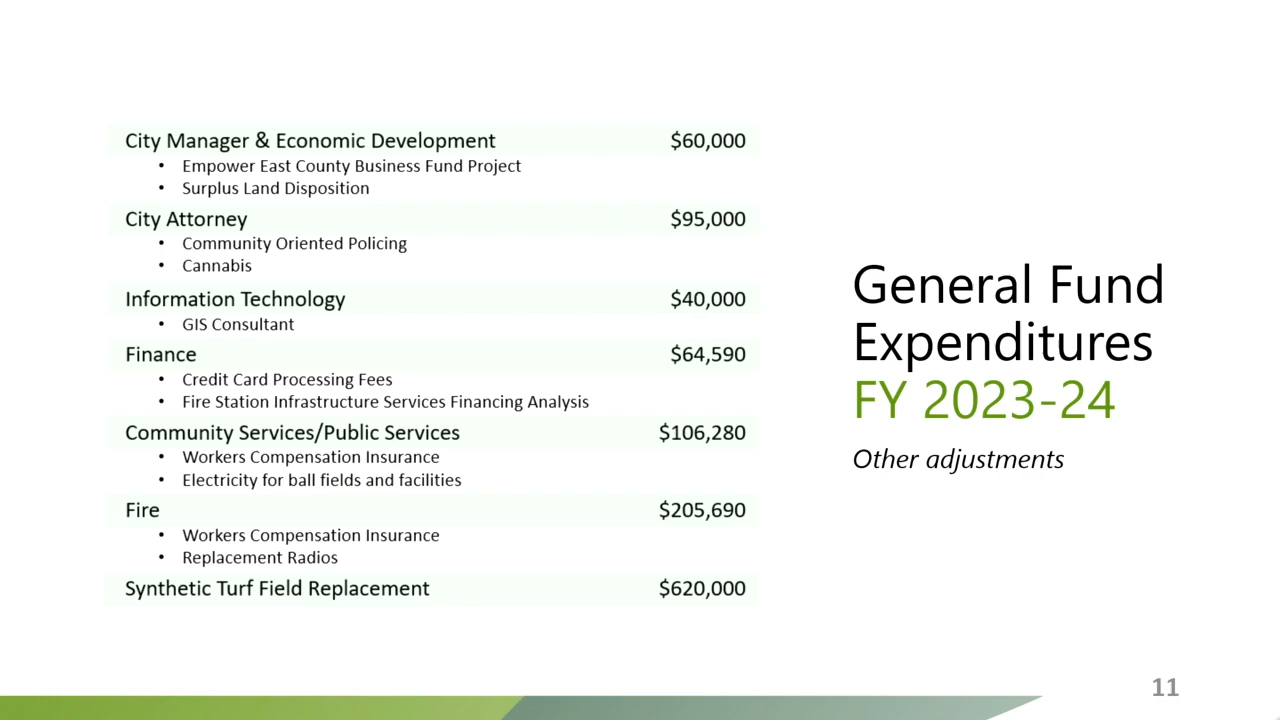 City Manager & Economic Development $60,000
• Empower East County Business Fund Project
• Surplus Land Disposition
City Attorney $95,000
• Community Oriented Policing
• Cannabis
Information Technology $40,000
• GIS Consultant
Finance $64,590
• Credit Card Processing Fees
• Fire Station Infrastructure Services Financing Analysis
Community Services/Public Services $106,280
• Workers Compensation Insurance
• Electricity for ball fields and facilities
Fire $205,690
• Workers Compensation Insurance
• Replacement Radios
Synthetic Turf Field Replacement $620,000
General Fund
Expenditures
FY 2023-24
Other adjustments
11